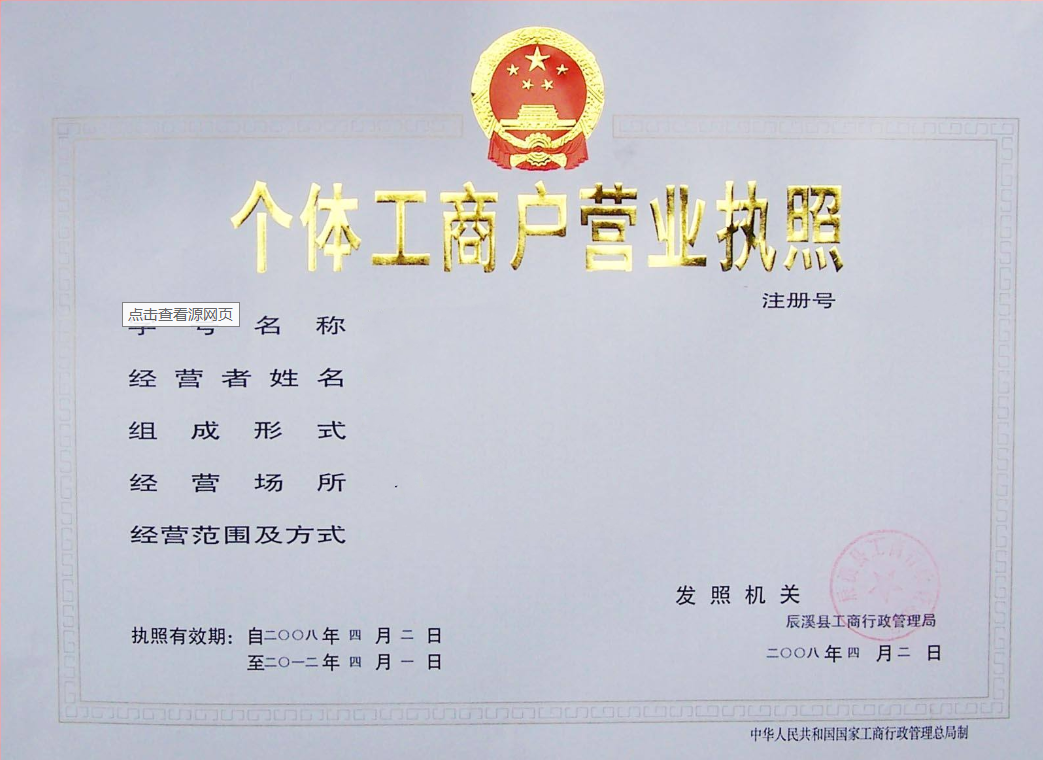 个体工商户营业执照
注册号
点击查看源网页
字 号 名 称
经 营 者 姓 名
组 成 形 式
经 营 场 所
经营范围及方式
发 照 机 关
辰溪县工商行政管理局
执照有效期：自二〇〇八年 四 月 二 日
至二〇一二年 四 月 一 日
二〇〇八年 四 月 二 日
中华人民共和国国家工商行政管理总局制